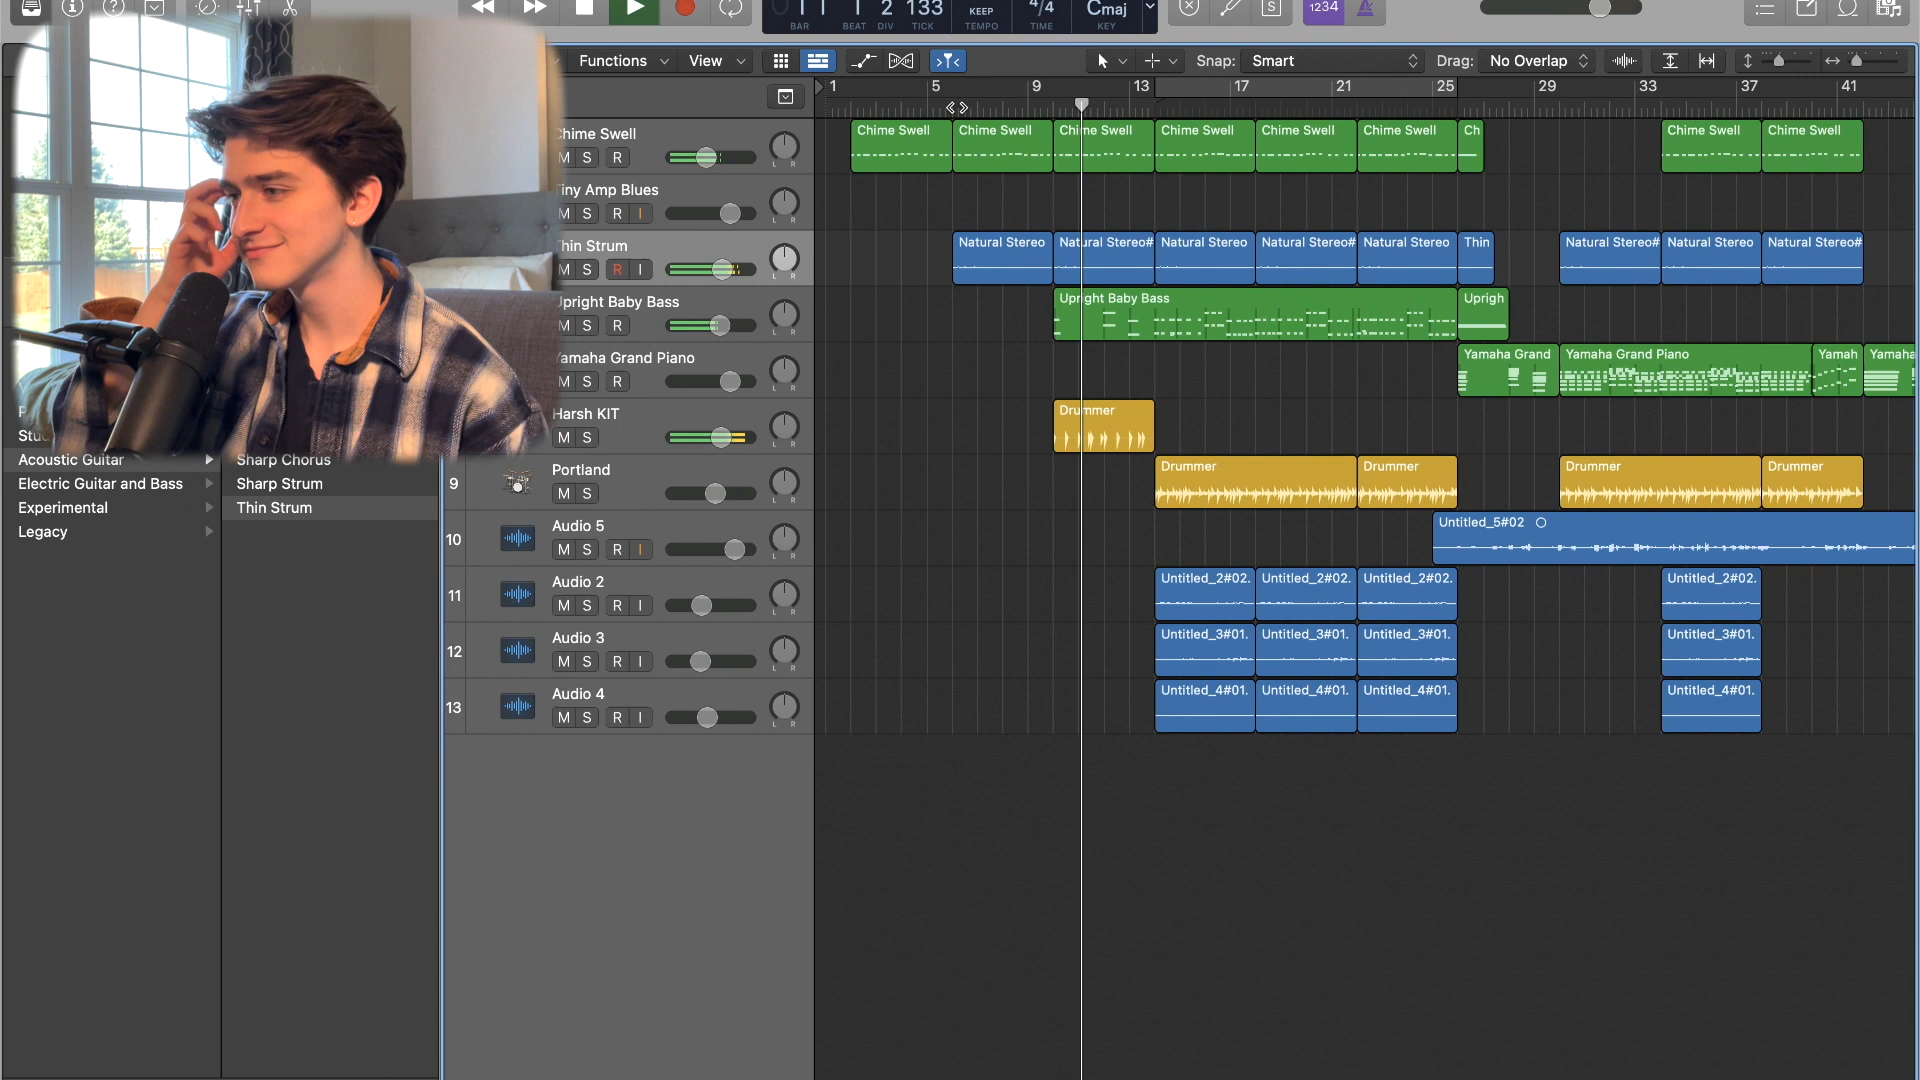 11 1 2 133
KEEP
4/4
Cmaj
BAR
BEAT
DIV
TICK
TEMPO
TIME
KEY
S
1234
Functions
View
Snap: Smart
Drag: No Overlap
1 5 9 13 17 21 25 29 33 37 41
Chime Swell
M S R
L R
Chime Swell
Chime Swell
Chime Swell
Chime Swell
Chime Swell
Chime Swell
Ch
Chime Swell
Chime Swell
Tiny Amp Blues
M S R I
L R
Thin Strum
M S R I
L R
Natural Stereo
Natural Stereo#
Natural Stereo
Natural Stereo#
Natural Stereo
Thin
Natural Stereo#
Natural Stereo
Natural Stereo#
Upright Baby Bass
M S R
L R
Upright Baby Bass
Uprigh
Yamaha Grand Piano
M S R
L R
Yamaha Grand
Yamaha Grand Piano
Yamah
Yamaha
Harsh KIT
M S
L R
Drummer
9
Portland
M S
L R
Drummer
Drummer
Drummer
Drummer
10
Audio 5
M S R I
L R
Untitled_5#02
11
Audio 2
M S R I
L R
Untitled_2#02.
Untitled_2#02.
Untitled_2#02.
Untitled_2#02.
12
Audio 3
M S R I
L R
Untitled_3#01.
Untitled_3#01.
Untitled_3#01.
Untitled_3#01.
13
Audio 4
M S R I
L R
Untitled_4#01.
Untitled_4#01.
Untitled_4#01.
Untitled_4#01.
Acoustic Guitar
Electric Guitar and Bass
Experimental
Legacy
Sharp Chorus
Sharp Strum
Thin Strum